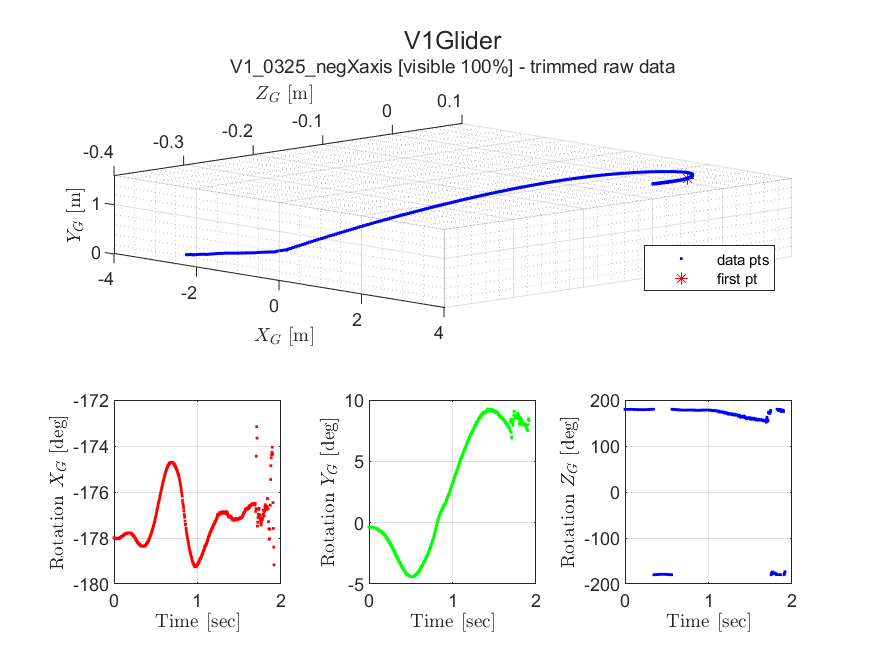 V1Glider
V1_0325_negXaxis [visible 100%] - trimmed raw data
Z_G [m]
0.1
0
-0.1
-0.2
-0.3
-0.4
Y_G [m]
1
0
-4
-2
0
2
4
X_G [m]
data pts
first pt
-172
-174
-176
-178
-180
Rotation X_G [deg]
0 1 2
Time [sec]
10
5
0
-5
Rotation Y_G [deg]
0 1 2
Time [sec]
200
100
0
-100
-200
Rotation Z_G [deg]
0 1 2
Time [sec]